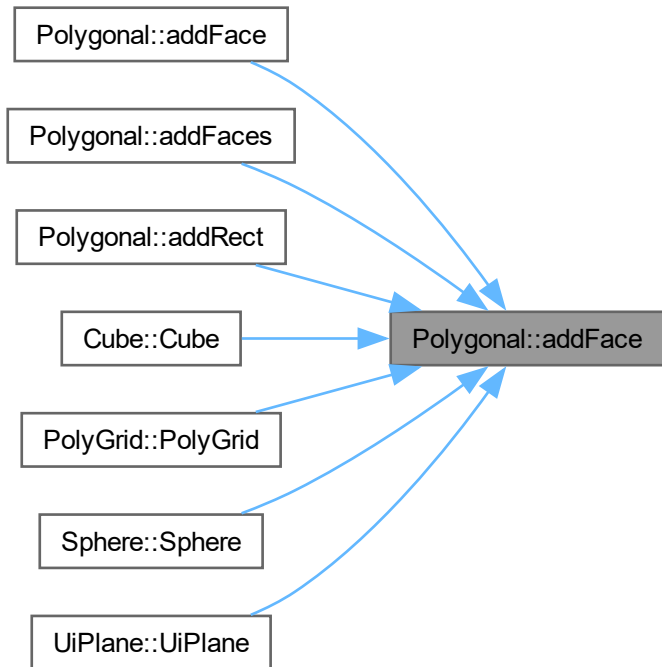 Polygonal::addFace
Polygonal::addFaces
Polygonal::addRect
Cube::Cube
Polygonal::addFace
PolyGrid::PolyGrid
Sphere::Sphere
UiPlane::UiPlane